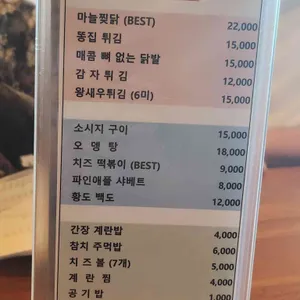 마늘찢닭 (BEST) 22,000
똥집 튀김 15,000
매콤 뼈 없는 닭발 15,000
감 자 튀 김 12,000
왕새우튀김 (6미) 15,000
소시지 구이 15,000
오 뎅 탕 18,000
치즈 떡볶이 (BEST) 9,000
파인애플 샤베트 8,000
황도 백도 12,000
간장 계란밥 4,000
참치 주먹밥 6,000
치 즈 볼 (7개) 5,000
계 란 찜 4,000
공 기 밥 1,000